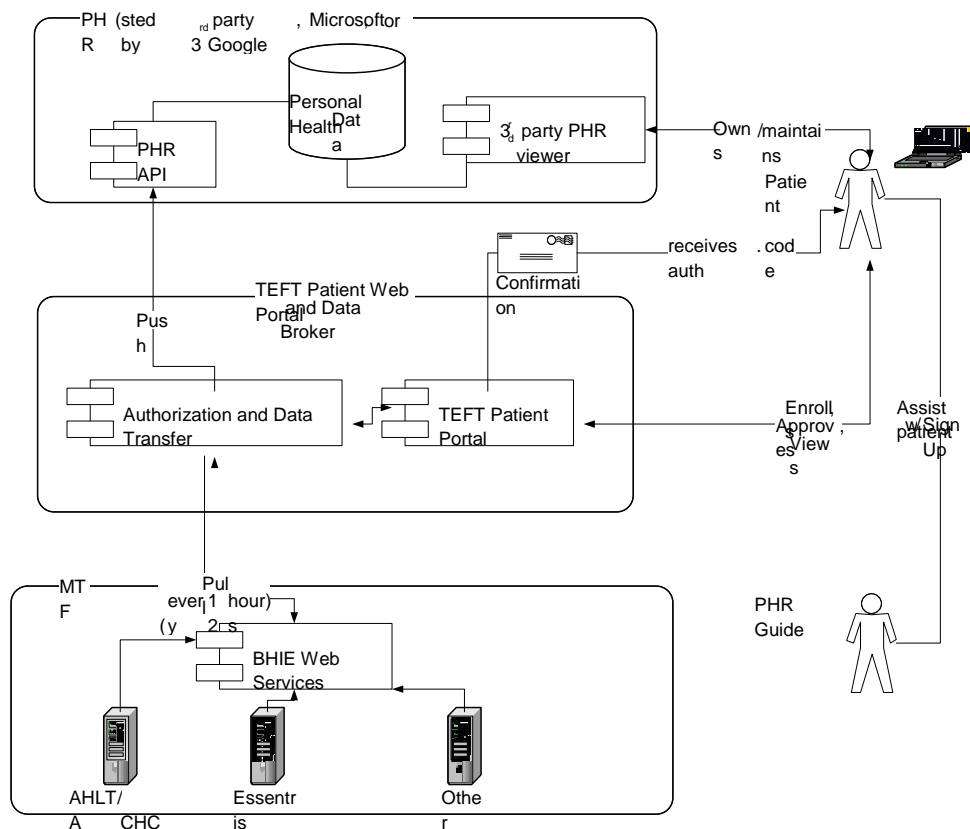 PH (sted , Microsoftor
R by 3 rd party Google
Personal
Health Dat
a
PHR
API
3 r
d party PHR
viewer
Own /maintai
s ns
Patie
nt
receives . cod
auth e
Confirmati
on
TEFT Patient Web
Portal and Data
Broker
Pus
h
Authorization and Data
Transfer
TEFT Patient
Portal
Enroll,
Approv ,
s
es View
s
Assist
patient w/Sign
Up
MT
F
Pul
l
ever 1 hour)
( y 2 s
BHIE Web
Services
PHR
Guide
AHLT/
A CHC
Essentr
is
Othe
r